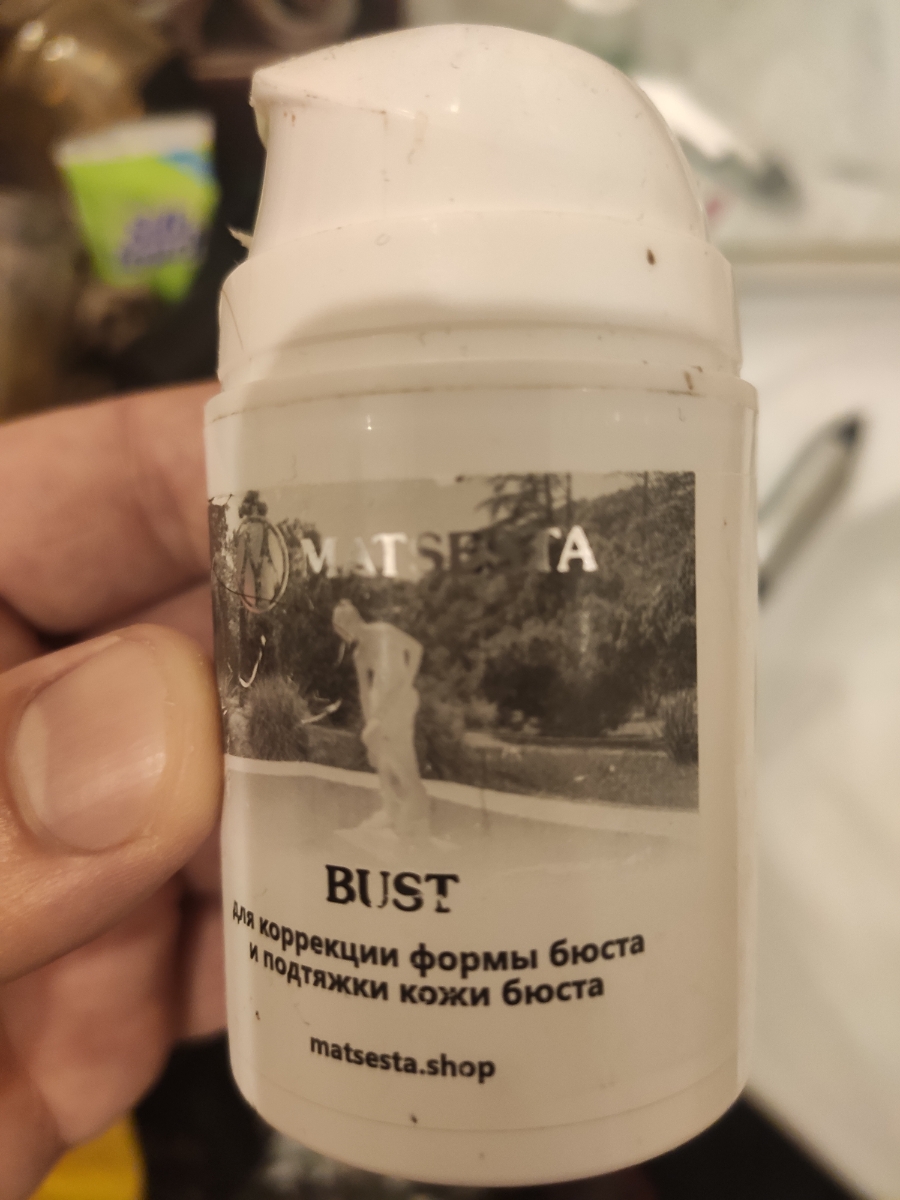 MATSESTA
BUST
для коррекции формы бюста
и подтяжки кожи бюста
matsesta.shop